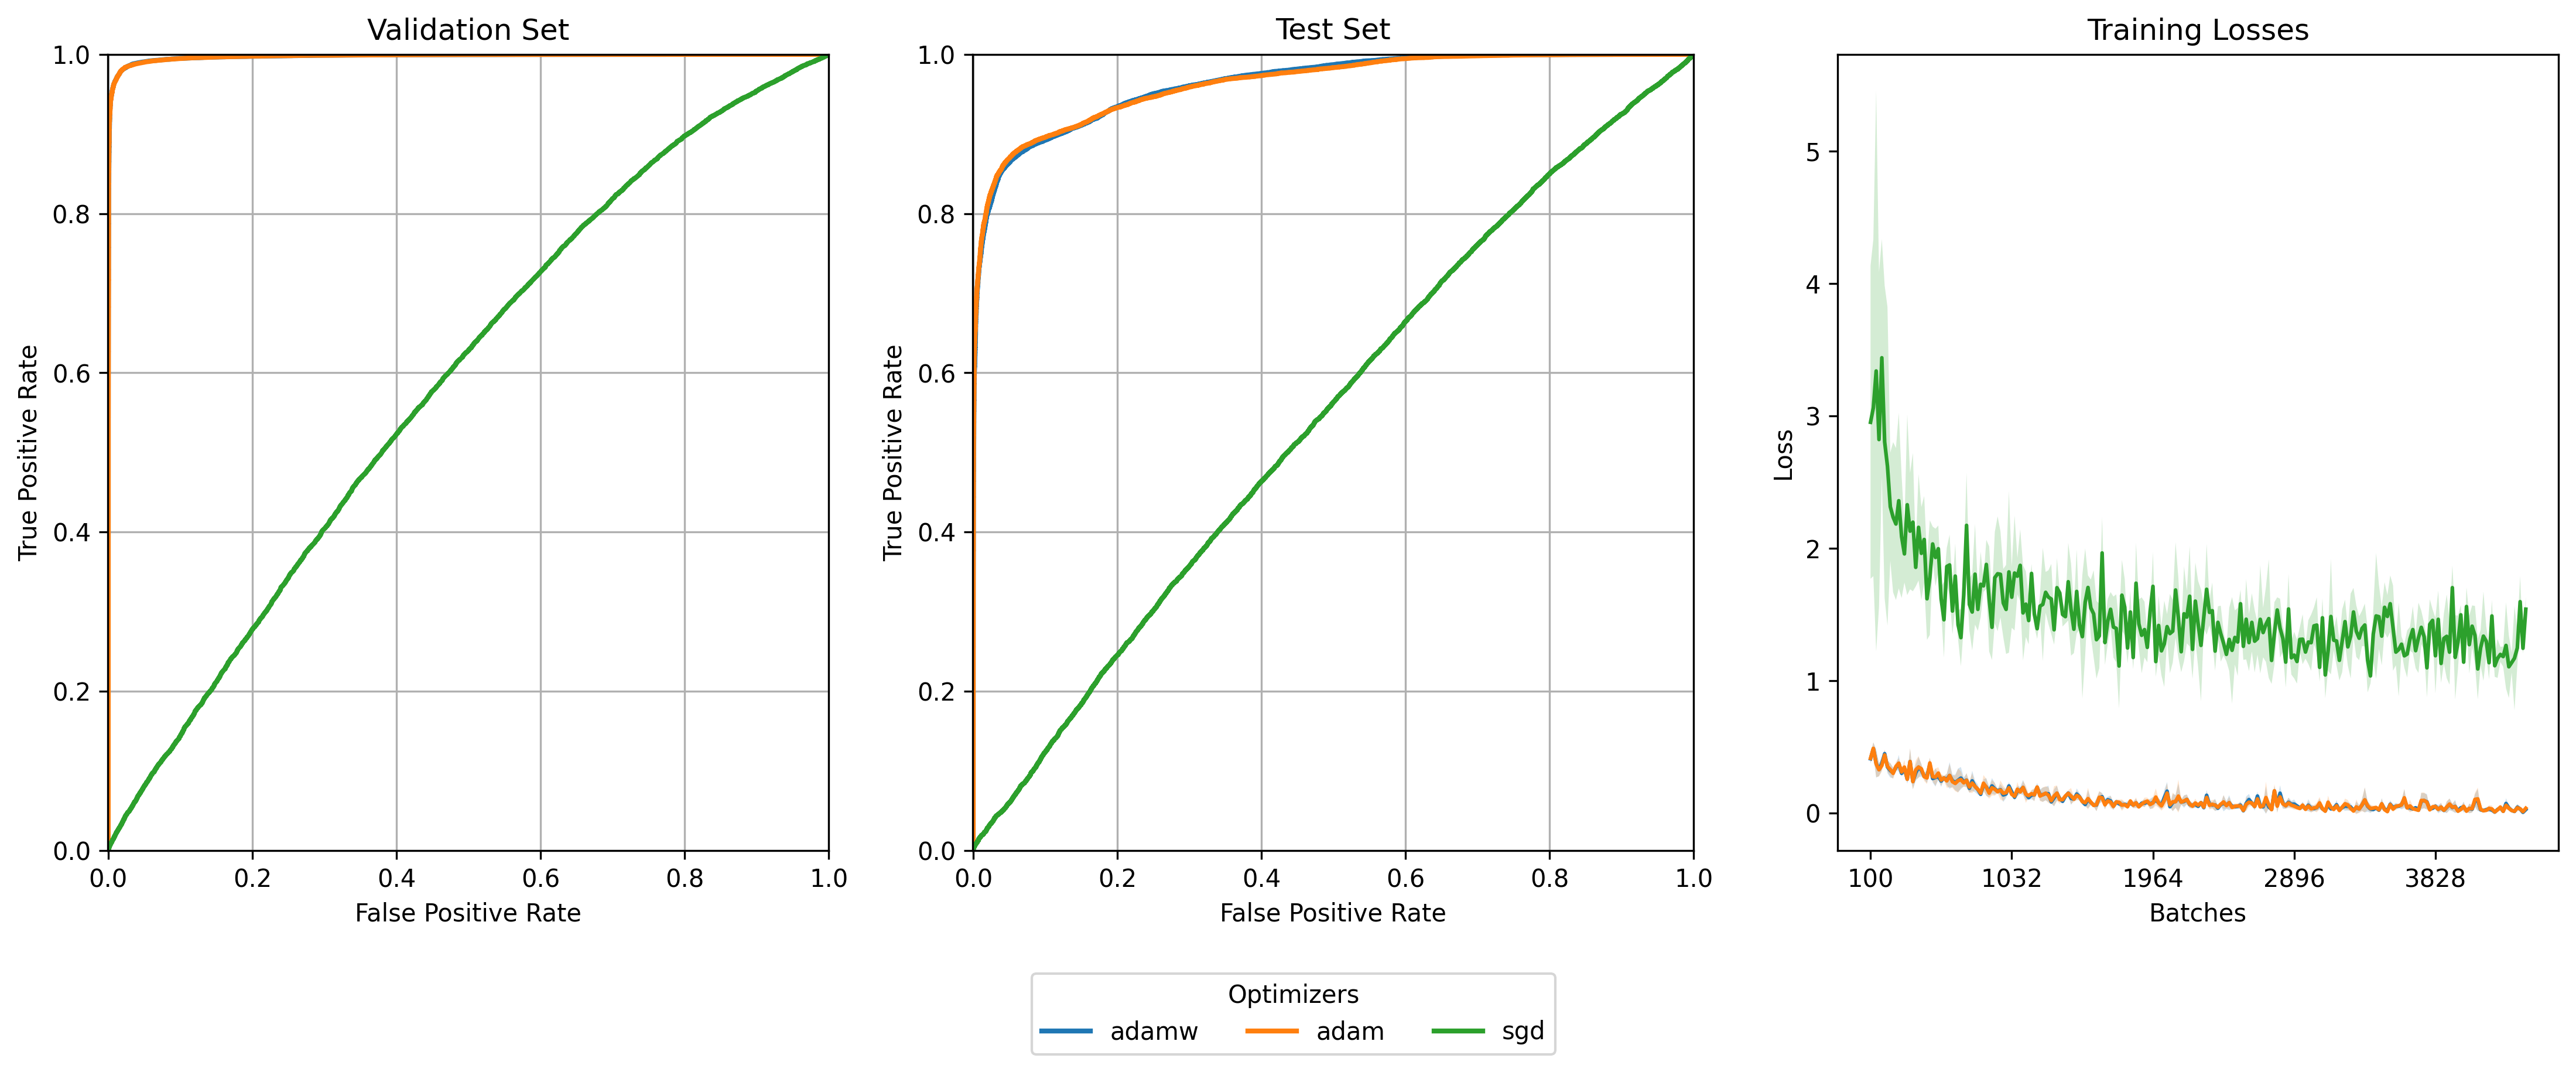 Validation Set
1.0
0.8
0.6
0.4
0.2
0.0
True Positive Rate
0.0 0.2 0.4 0.6 0.8 1.0
False Positive Rate
Test Set
1.0
0.8
0.6
0.4
0.2
0.0
True Positive Rate
0.0 0.2 0.4 0.6 0.8 1.0
False Positive Rate
Training Losses
5
4
3
2
1
0
Loss
100 1032 1964 2896 3828
Batches
Optimizers
adamw adam sgd